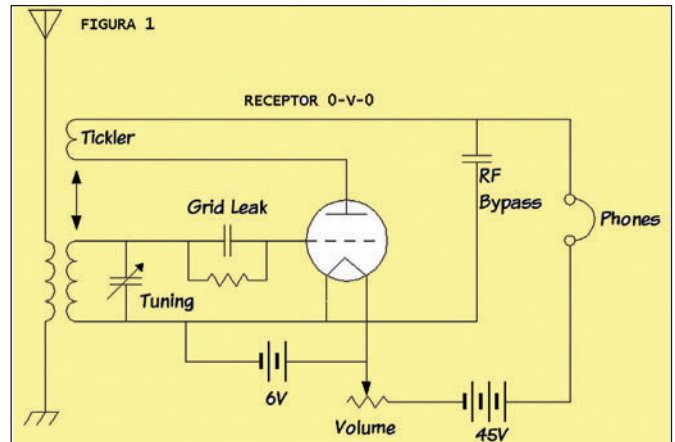 FIGURA 1
RECEPTOR 0-V-0
Tickler
Grid Leak
RF
Bypass
Phones
Tuning
6V
Volume
45V